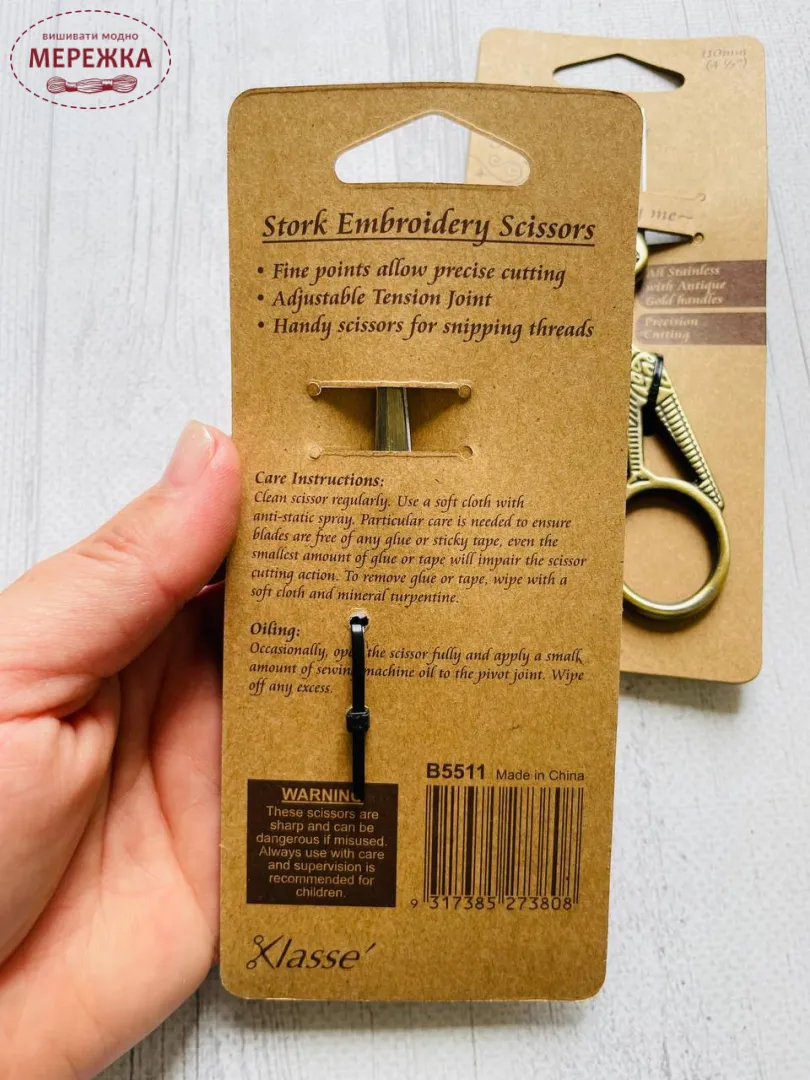 вишивати модно
МЕРЕЖКА
110mm
(4 ½")
me~
All Stainless
with Antique
Gold handles
Precision
Cutting
Stork Embroidery Scissors
• Fine points allow precise cutting
• Adjustable Tension Joint
• Handy scissors for snipping threads
Care Instructions:
Clean scissor regularly. Use a soft cloth with
anti-static spray. Particular care is needed to ensure
blades are free of any glue or sticky tape, even the
smallest amount of glue or tape will impair the scissor
cutting action. To remove glue or tape, wipe with a
soft cloth and mineral turpentine.
Oiling:
Occasionally, open the scissor fully and apply a small
amount of sewing machine oil to the pivot joint. Wipe
off any excess.
WARNING
These scissors are
sharp and can be
dangerous if misused.
Always use with care
and supervision is
recommended for
children.
B5511 Made in China
9 317385 273808
Klasse'